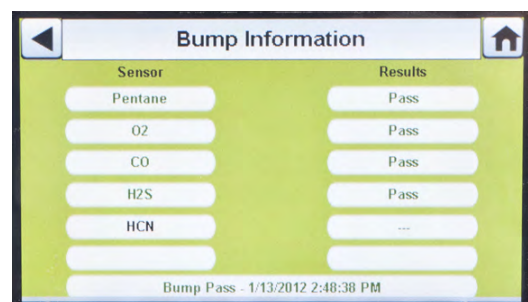 Bump Information
Sensor Results
Pentane Pass
O2 Pass
CO Pass
H2S Pass
HCN ---
Bump Pass - 1/13/2012 2:48:38 PM